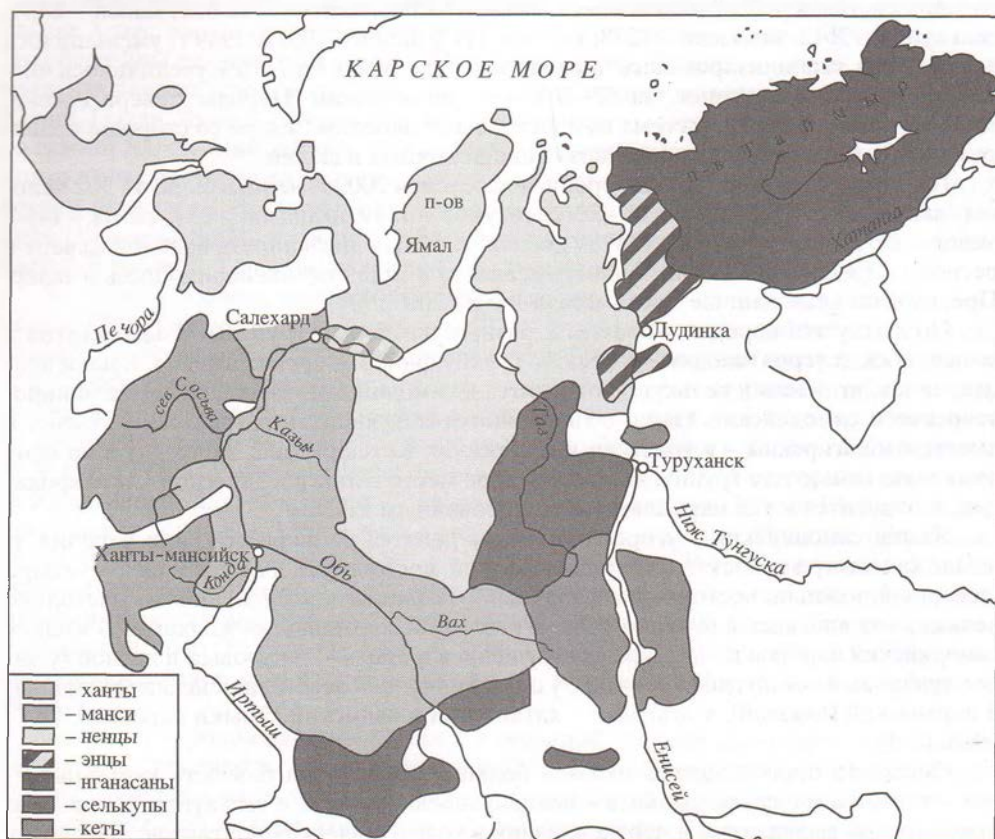 КАРСКОЕ МОРЕ
Таймыр
п-ов
Ямал
Хатанга
Печора
Салехард
Дудинка
сев. Сосьва
Казым
Таз
Туруханск
Ниж. Тунгуска
Ханты-мансийск
Конда
Обь
Вах
Иртыш
Енисей
– ханты
– манси
– ненцы
– энцы
– нганасаны
– селькупы
– кеты